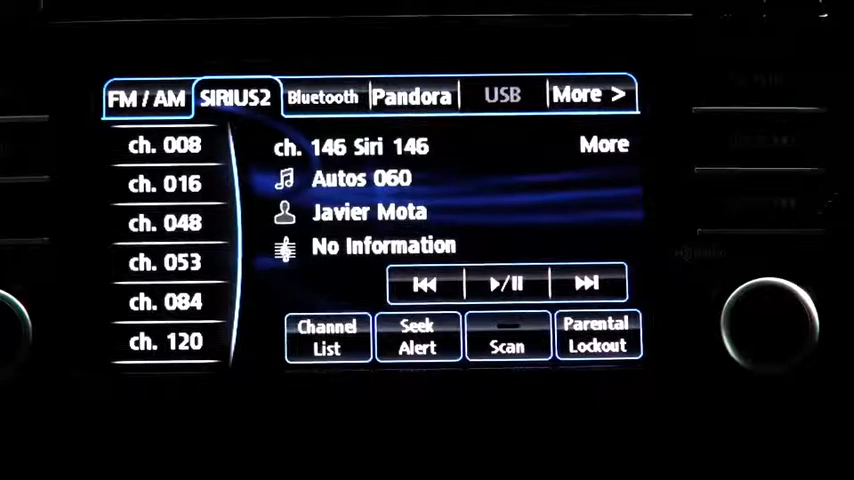 FM / AM
SIRIUS2
Bluetooth
Pandora
USB
More >
ch. 008
ch. 016
ch. 048
ch. 053
ch. 084
ch. 120
ch. 146 Siri 146
More
Autos 060
Javier Mota
No Information
Channel
List
Seek
Alert
Scan
Parental
Lockout